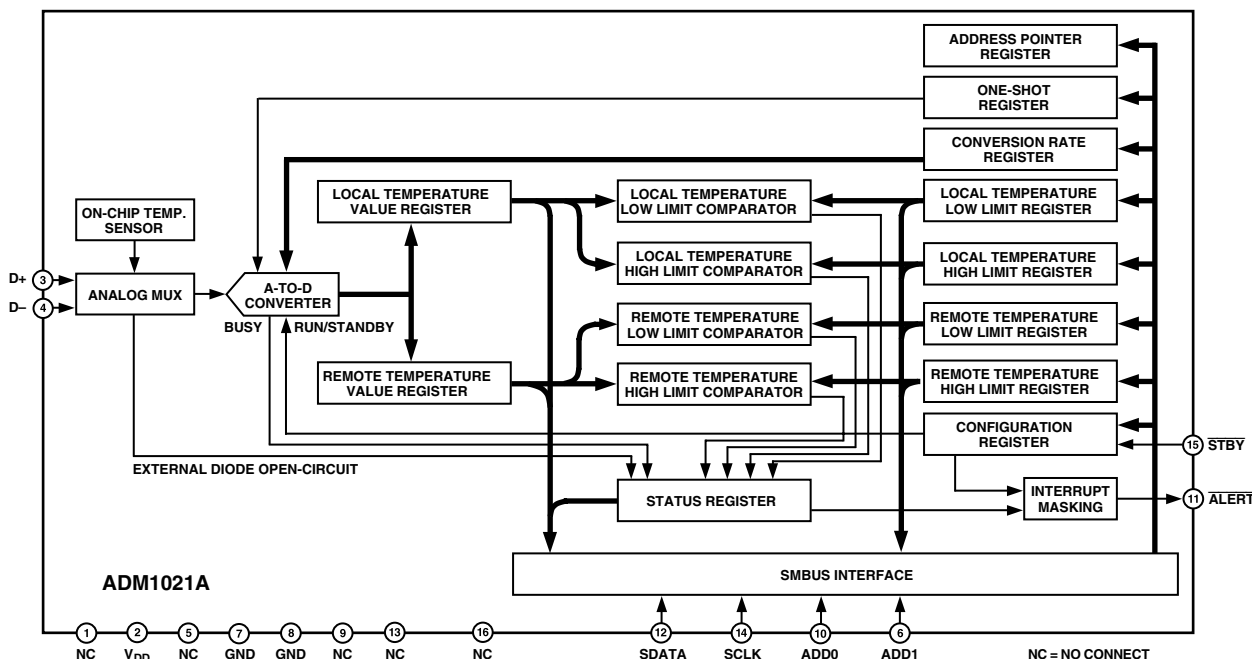 ADDRESS POINTER
REGISTER
ONE-SHOT
REGISTER
CONVERSION RATE
REGISTER
ON-CHIP TEMP.
SENSOR
LOCAL TEMPERATURE
VALUE REGISTER
LOCAL TEMPERATURE
LOW LIMIT COMPARATOR
LOCAL TEMPERATURE
LOW LIMIT REGISTER
LOCAL TEMPERATURE
HIGH LIMIT COMPARATOR
LOCAL TEMPERATURE
HIGH LIMIT REGISTER
D+ 3
D– 4
ANALOG MUX
A-TO-D
CONVERTER
BUSY
RUN/STANDBY
REMOTE TEMPERATURE
LOW LIMIT COMPARATOR
REMOTE TEMPERATURE
LOW LIMIT REGISTER
REMOTE TEMPERATURE
VALUE REGISTER
REMOTE TEMPERATURE
HIGH LIMIT COMPARATOR
REMOTE TEMPERATURE
HIGH LIMIT REGISTER
CONFIGURATION
REGISTER
15 STBY
EXTERNAL DIODE OPEN-CIRCUIT
STATUS REGISTER
INTERRUPT
MASKING
11 ALERT
SMBUS INTERFACE
ADM1021A
1 2 5 7 8 9 13 16 12 14 10 6
NC VDD NC GND GND NC NC NC SDATA SCLK ADD0 ADD1 NC = NO CONNECT